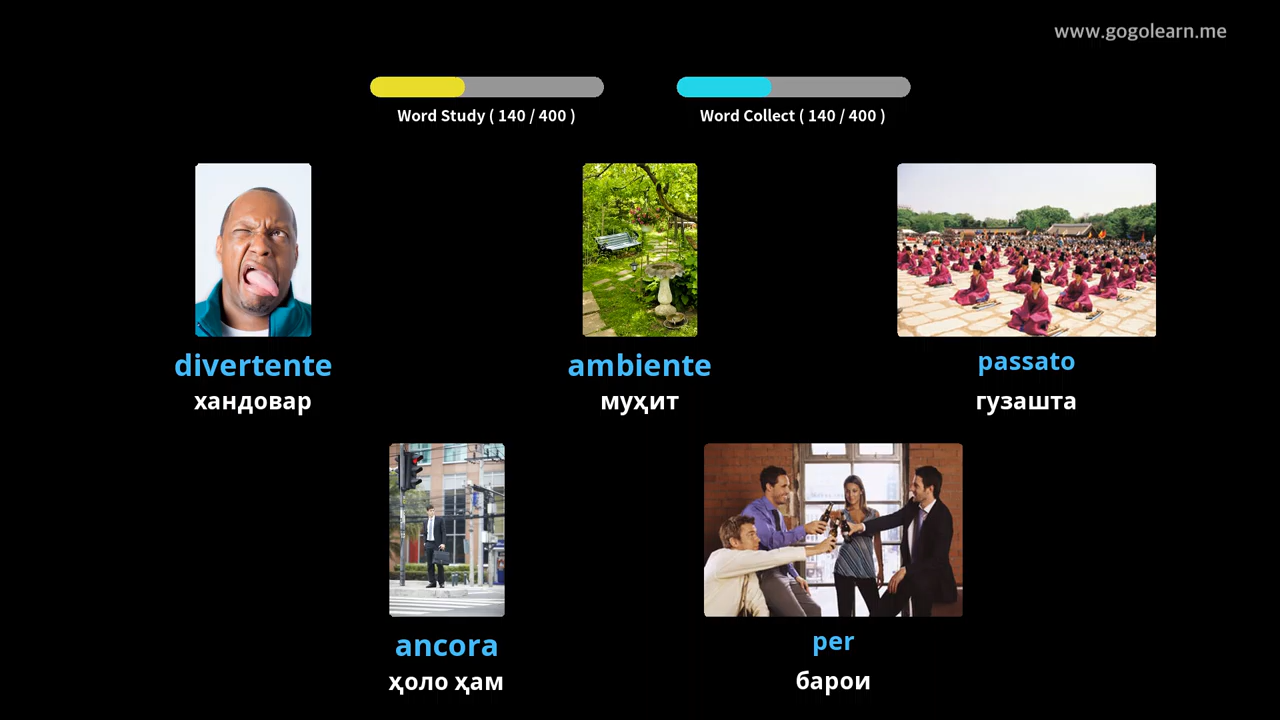 www.gogolearn.me
Word Study ( 140 / 400 )
Word Collect ( 140 / 400 )
divertente
хандовар
ambiente
муҳит
passato
гузашта
ancora
ҳоло ҳам
per
барои